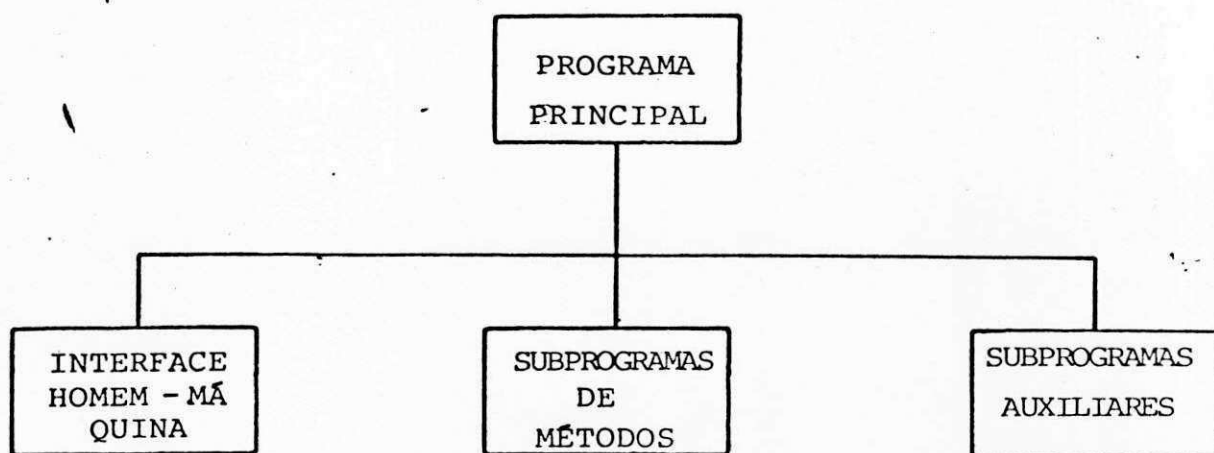 PROGRAMA
PRINCIPAL
INTERFACE
HOMEM - MÁ
QUINA
SUBPROGRAMAS
DE
MÉTODOS
SUBPROGRAMAS
AUXILIARES